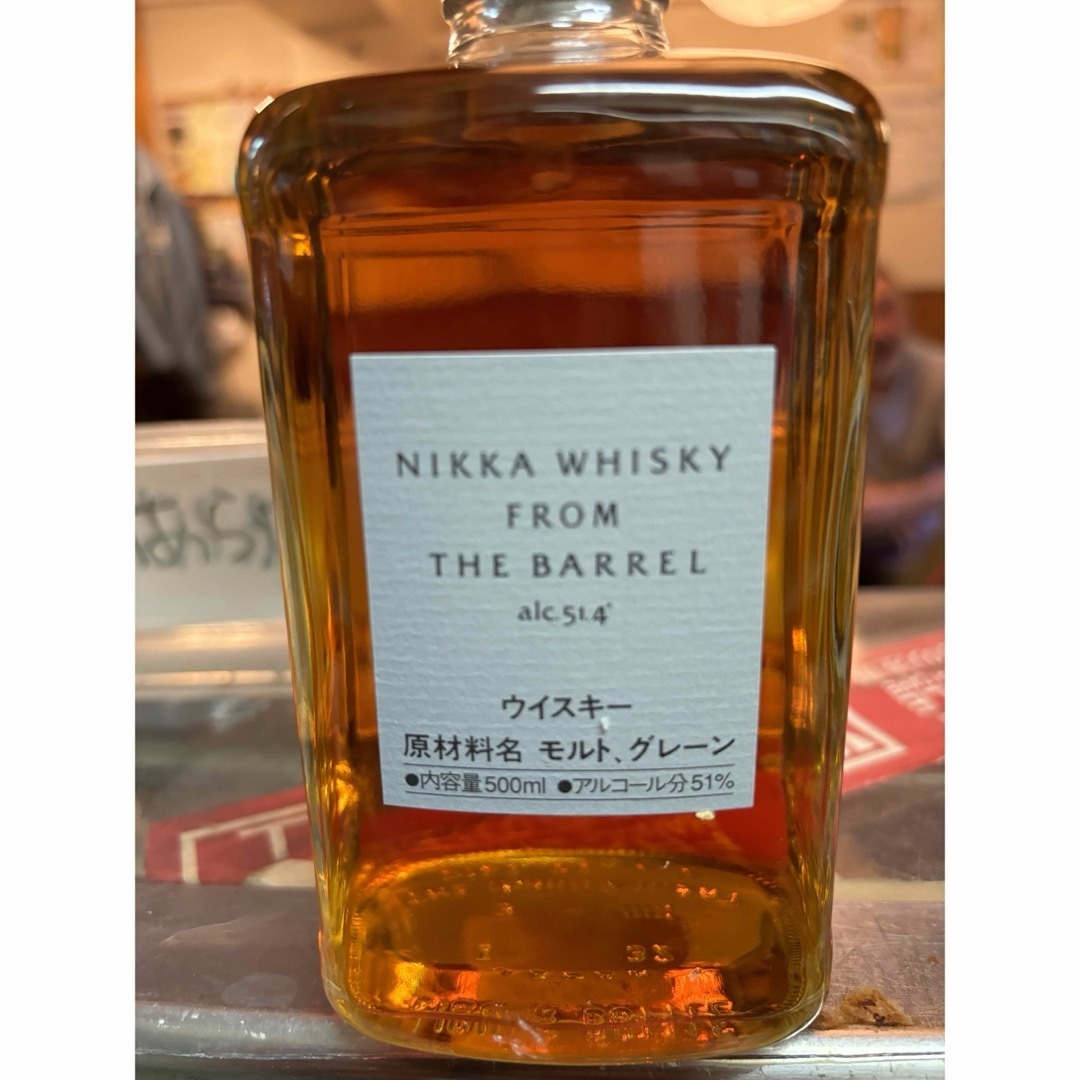 NIKKA WHISKY
FROM
THE BARREL
alc.51.4°
ウイスキー
原材料名 モルト、グレーン
●内容量500ml ●アルコール分51%